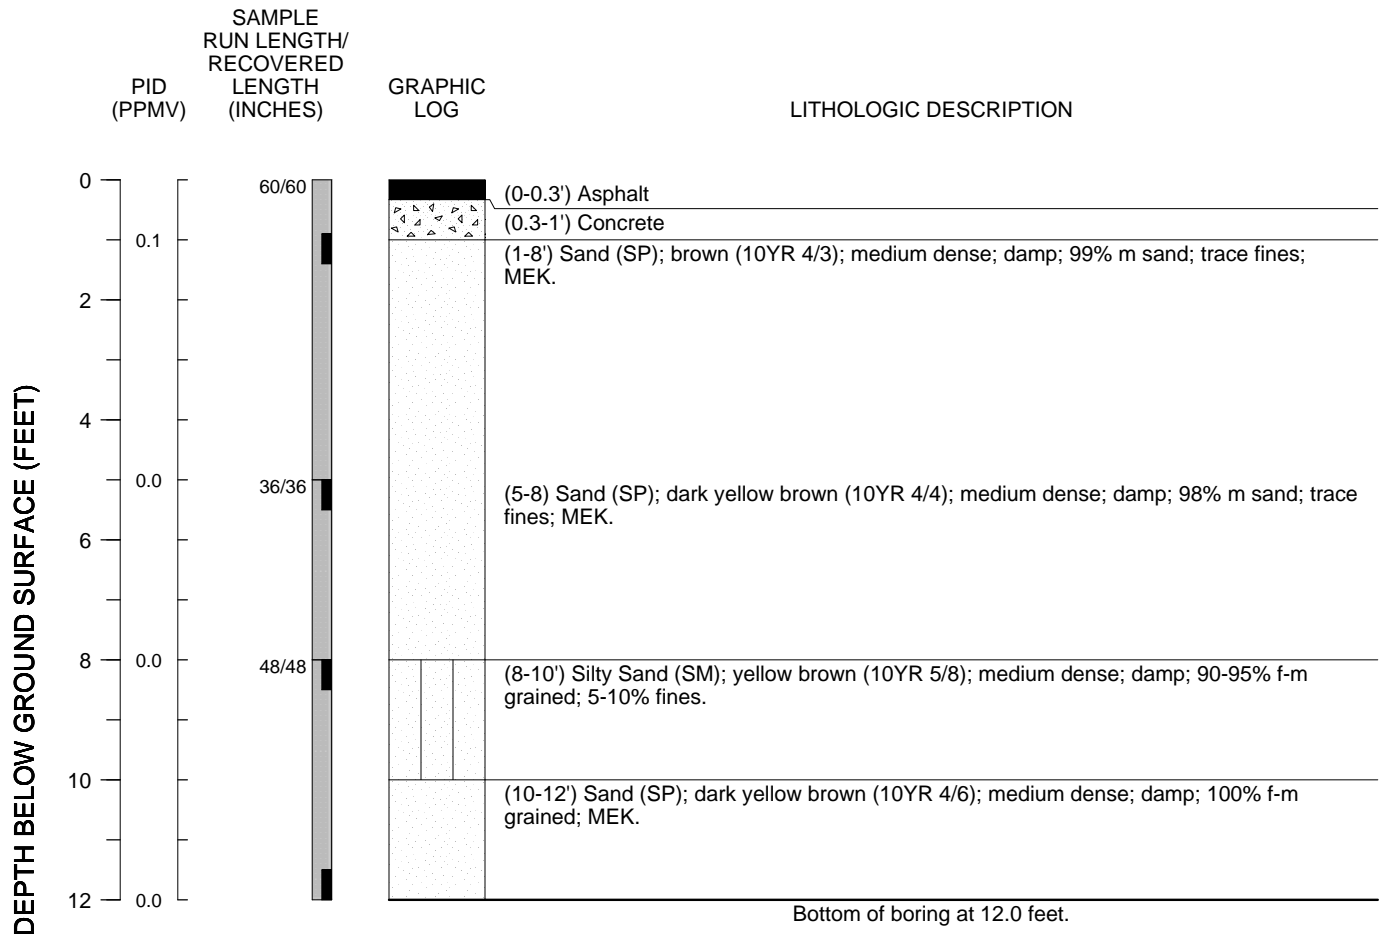 SAMPLE
RUN LENGTH/
RECOVERED
LENGTH
(INCHES)
PID
(PPMV)
GRAPHIC
LOG
LITHOLOGIC DESCRIPTION
DEPTH BELOW GROUND SURFACE (FEET)
0
60/60
(0-0.3') Asphalt
(0.3-1') Concrete
0.1
(1-8') Sand (SP); brown (10YR 4/3); medium dense; damp; 99% m sand; trace fines;
MEK.
2
4
0.0
36/36
(5-8) Sand (SP); dark yellow brown (10YR 4/4); medium dense; damp; 98% m sand; trace
fines; MEK.
6
8
0.0
48/48
(8-10') Silty Sand (SM); yellow brown (10YR 5/8); medium dense; damp; 90-95% f-m
grained; 5-10% fines.
10
(10-12') Sand (SP); dark yellow brown (10YR 4/6); medium dense; damp; 100% f-m
grained; MEK.
12
0.0
Bottom of boring at 12.0 feet.